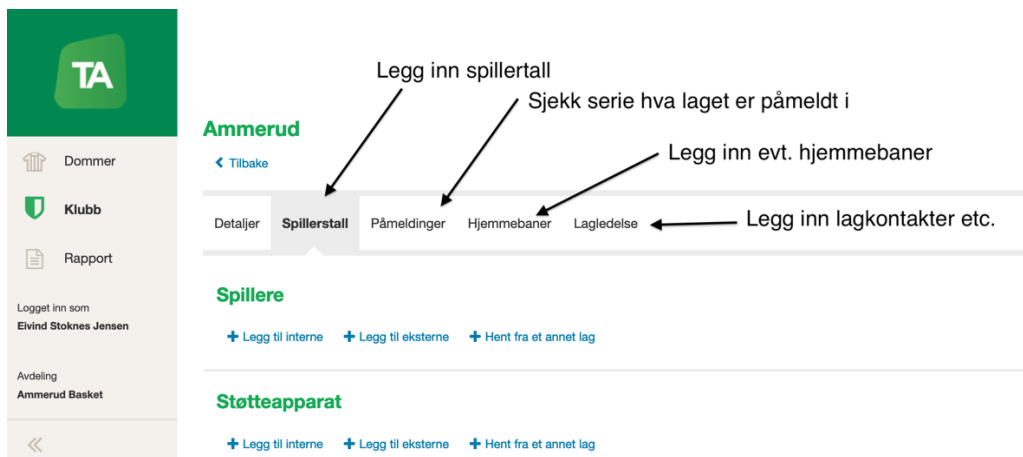 TA
Legg inn spillertall
Sjekk serie hva laget er påmeldt i
Ammerud
Legg inn evt. hjemmebaner
Tilbake
Dommer
Klubb
Detaljer Spillerstall Påmeldinger Hjemmebaner Lagledelse
Legg inn lagkontakter etc.
Rapport
Spillere
Logget inn som
Eivind Stoknes Jensen
+ Legg til interne + Legg til eksterne + Hent fra et annet lag
Avdeling
Ammerud Basket
Støtteapparat
+ Legg til interne + Legg til eksterne + Hent fra et annet lag